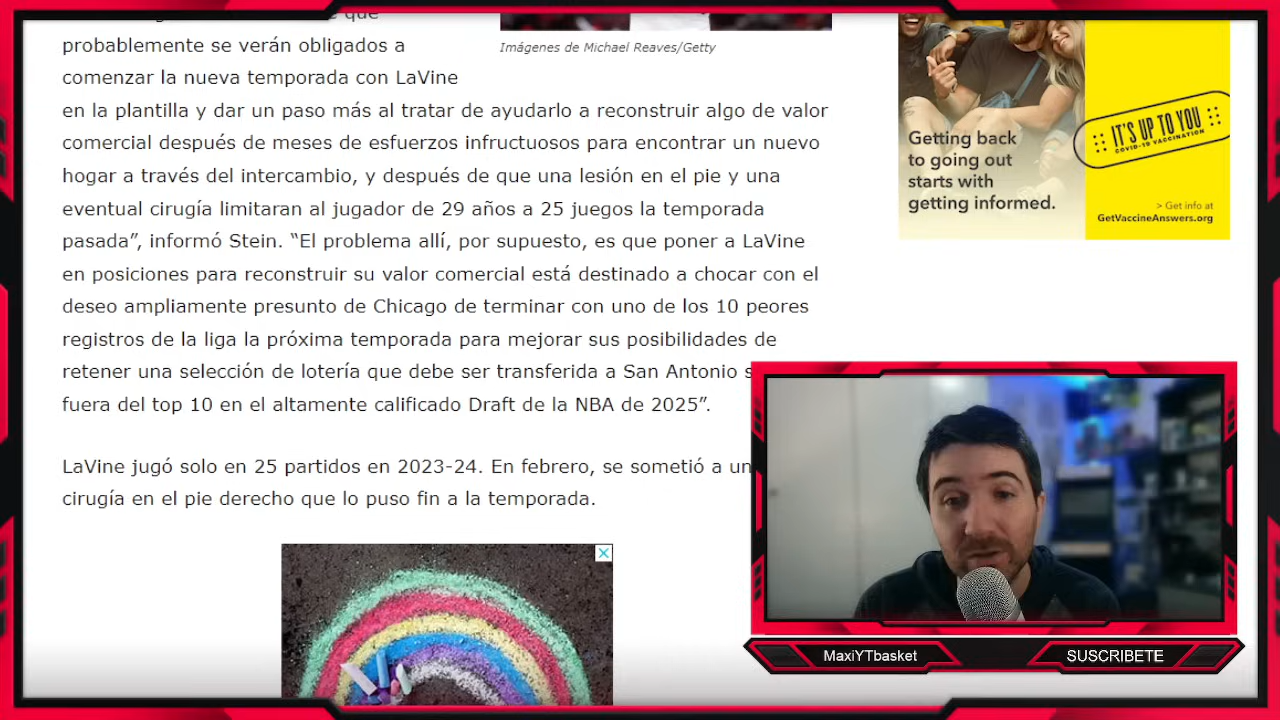 probablemente se verán obligados a
comenzar la nueva temporada con LaVine
en la plantilla y dar un paso más al tratar de ayudarlo a reconstruir algo de valor
comercial después de meses de esfuerzos infructuosos para encontrar un nuevo
hogar a través del intercambio, y después de que una lesión en el pie y una
eventual cirugía limitaran al jugador de 29 años a 25 juegos la temporada
pasada”, informó Stein. “El problema allí, por supuesto, es que poner a LaVine
en posiciones para reconstruir su valor comercial está destinado a chocar con el
deseo ampliamente presunto de Chicago de terminar con uno de los 10 peores
registros de la liga la próxima temporada para mejorar sus posibilidades de
retener una selección de lotería que debe ser transferida a San Antonio
fuera del top 10 en el altamente calificado Draft de la NBA de 2025”.
LaVine jugó solo en 25 partidos en 2023-24. En febrero, se sometió a
cirugía en el pie derecho que lo puso fin a la temporada.
Imágenes de Michael Reaves/Getty
Getting back
to going out
starts with
getting informed.
IT'S UP TO YOU
COVID-19 VACCINATION
> Get info at
GetVaccineAnswers.org
MaxiYTbasket
SUSCRIBETE